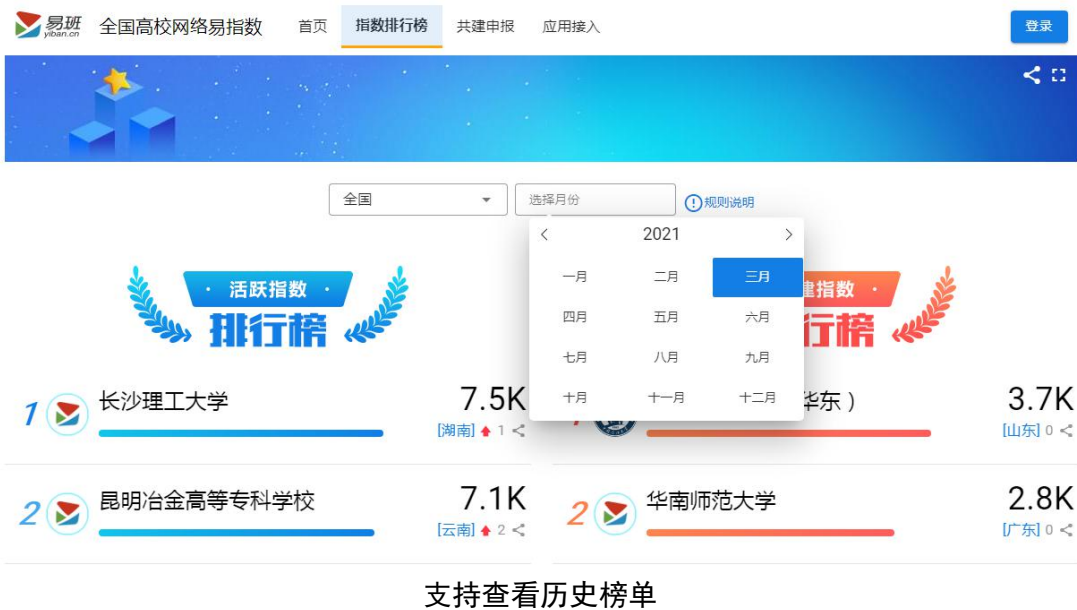 易班
yiban.cn
全国高校网络易指数 首页 指数排行榜 共建申报 应用接入 登录
全国 选择月份 规则说明
2021
一月 二月 三月
四月 五月 六月
七月 八月 九月
十月 十一月 十二月
· 活跃指数 ·
排行榜
建指数 ·
行榜
1 长沙理工大学 7.5K
[湖南] 1
2 昆明冶金高等专科学校 7.1K
[云南] 2
华东） 3.7K
[山东] 0
2 华南师范大学 2.8K
[广东] 0
支持查看历史榜单